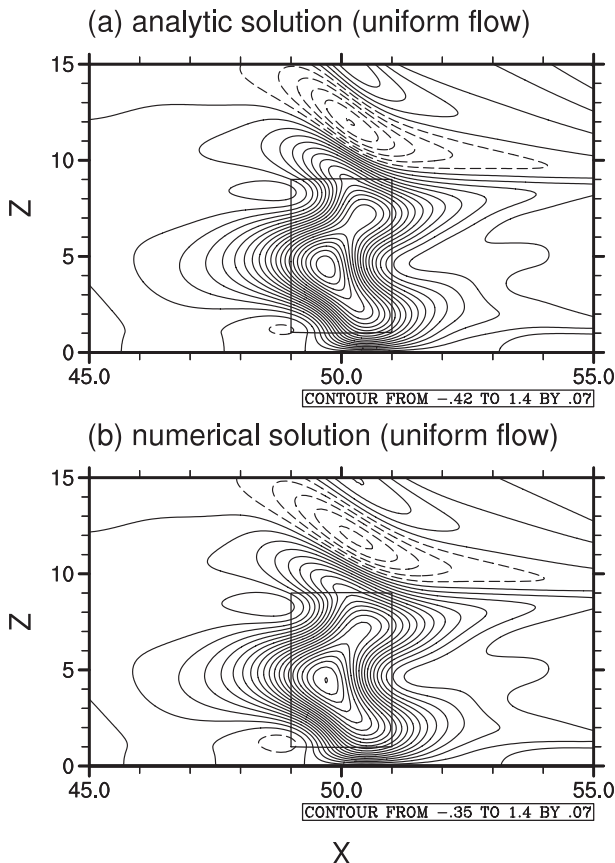 (a) analytic solution (uniform flow)
15
10
Z
5
0
45.0 50.0 55.0
CONTOUR FROM -.42 TO 1.4 BY .07
(b) numerical solution (uniform flow)
15
10
Z
5
0
45.0 50.0 55.0
CONTOUR FROM -.35 TO 1.4 BY .07
X